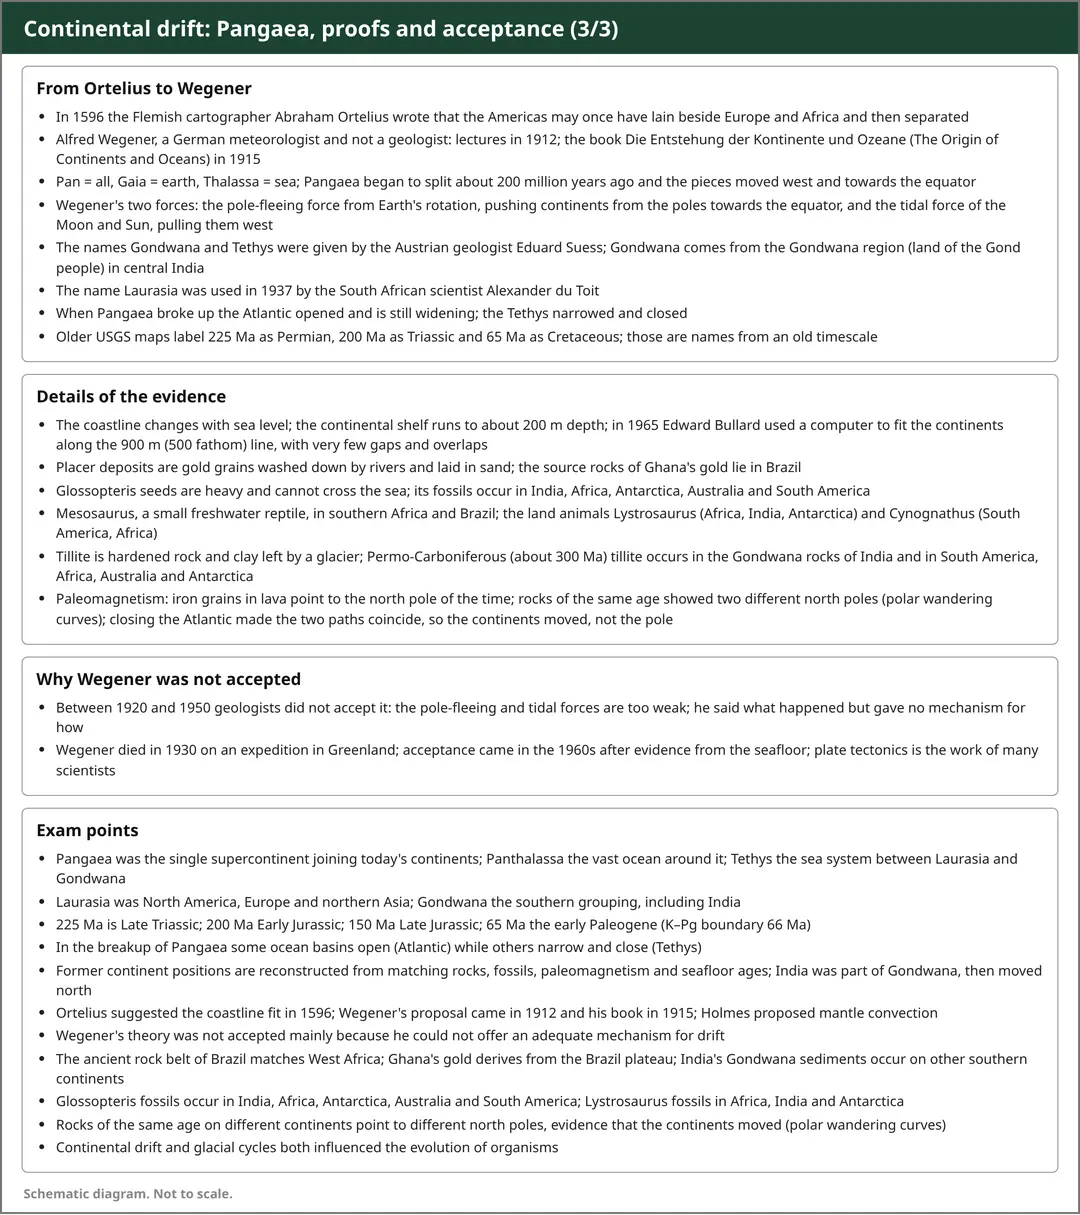 Continental drift: Pangaea, proofs and acceptance (3/3)
From Ortelius to Wegener
• In 1596 the Flemish cartographer Abraham Ortelius wrote that the Americas may once have lain beside Europe and Africa and then separated
• Alfred Wegener, a German meteorologist and not a geologist: lectures in 1912; the book Die Entstehung der Kontinente und Ozeane (The Origin of
Continents and Oceans) in 1915
• Pan = all, Gaia = earth, Thalassa = sea; Pangaea began to split about 200 million years ago and the pieces moved west and towards the equator
• Wegener's two forces: the pole-fleeing force from Earth's rotation, pushing continents from the poles towards the equator, and the tidal force of the
Moon and Sun, pulling them west
• The names Gondwana and Tethys were given by the Austrian geologist Eduard Suess; Gondwana comes from the Gondwana region (land of the Gond
people) in central India
• The name Laurasia was used in 1937 by the South African scientist Alexander du Toit
• When Pangaea broke up the Atlantic opened and is still widening; the Tethys narrowed and closed
• Older USGS maps label 225 Ma as Permian, 200 Ma as Triassic and 65 Ma as Cretaceous; those are names from an old timescale
Details of the evidence
• The coastline changes with sea level; the continental shelf runs to about 200 m depth; in 1965 Edward Bullard used a computer to fit the continents
along the 900 m (500 fathom) line, with very few gaps and overlaps
• Placer deposits are gold grains washed down by rivers and laid in sand; the source rocks of Ghana's gold lie in Brazil
• Glossopteris seeds are heavy and cannot cross the sea; its fossils occur in India, Africa, Antarctica, Australia and South America
• Mesosaurus, a small freshwater reptile, in southern Africa and Brazil; the land animals Lystrosaurus (Africa, India, Antarctica) and Cynognathus (South
America, Africa)
• Tillite is hardened rock and clay left by a glacier; Permo-Carboniferous (about 300 Ma) tillite occurs in the Gondwana rocks of India and in South America,
Africa, Australia and Antarctica
• Paleomagnetism: iron grains in lava point to the north pole of the time; rocks of the same age showed two different north poles (polar wandering
curves); closing the Atlantic made the two paths coincide, so the continents moved, not the pole
Why Wegener was not accepted
• Between 1920 and 1950 geologists did not accept it: the pole-fleeing and tidal forces are too weak; he said what happened but gave no mechanism for
how
• Wegener died in 1930 on an expedition in Greenland; acceptance came in the 1960s after evidence from the seafloor; plate tectonics is the work of many
scientists
Exam points
• Pangaea was the single supercontinent joining today's continents; Panthalassa the vast ocean around it; Tethys the sea system between Laurasia and
Gondwana
• Laurasia was North America, Europe and northern Asia; Gondwana the southern grouping, including India
• 225 Ma is Late Triassic; 200 Ma Early Jurassic; 150 Ma Late Jurassic; 65 Ma the early Paleogene (K–Pg boundary 66 Ma)
• In the breakup of Pangaea some ocean basins open (Atlantic) while others narrow and close (Tethys)
• Former continent positions are reconstructed from matching rocks, fossils, paleomagnetism and seafloor ages; India was part of Gondwana, then moved
north
• Ortelius suggested the coastline fit in 1596; Wegener's proposal came in 1912 and his book in 1915; Holmes proposed mantle convection
• Wegener's theory was not accepted mainly because he could not offer an adequate mechanism for drift
• The ancient rock belt of Brazil matches West Africa; Ghana's gold derives from the Brazil plateau; India's Gondwana sediments occur on other southern
continents
• Glossopteris fossils occur in India, Africa, Antarctica, Australia and South America; Lystrosaurus fossils in Africa, India and Antarctica
• Rocks of the same age on different continents point to different north poles, evidence that the continents moved (polar wandering curves)
• Continental drift and glacial cycles both influenced the evolution of organisms
Schematic diagram. Not to scale.